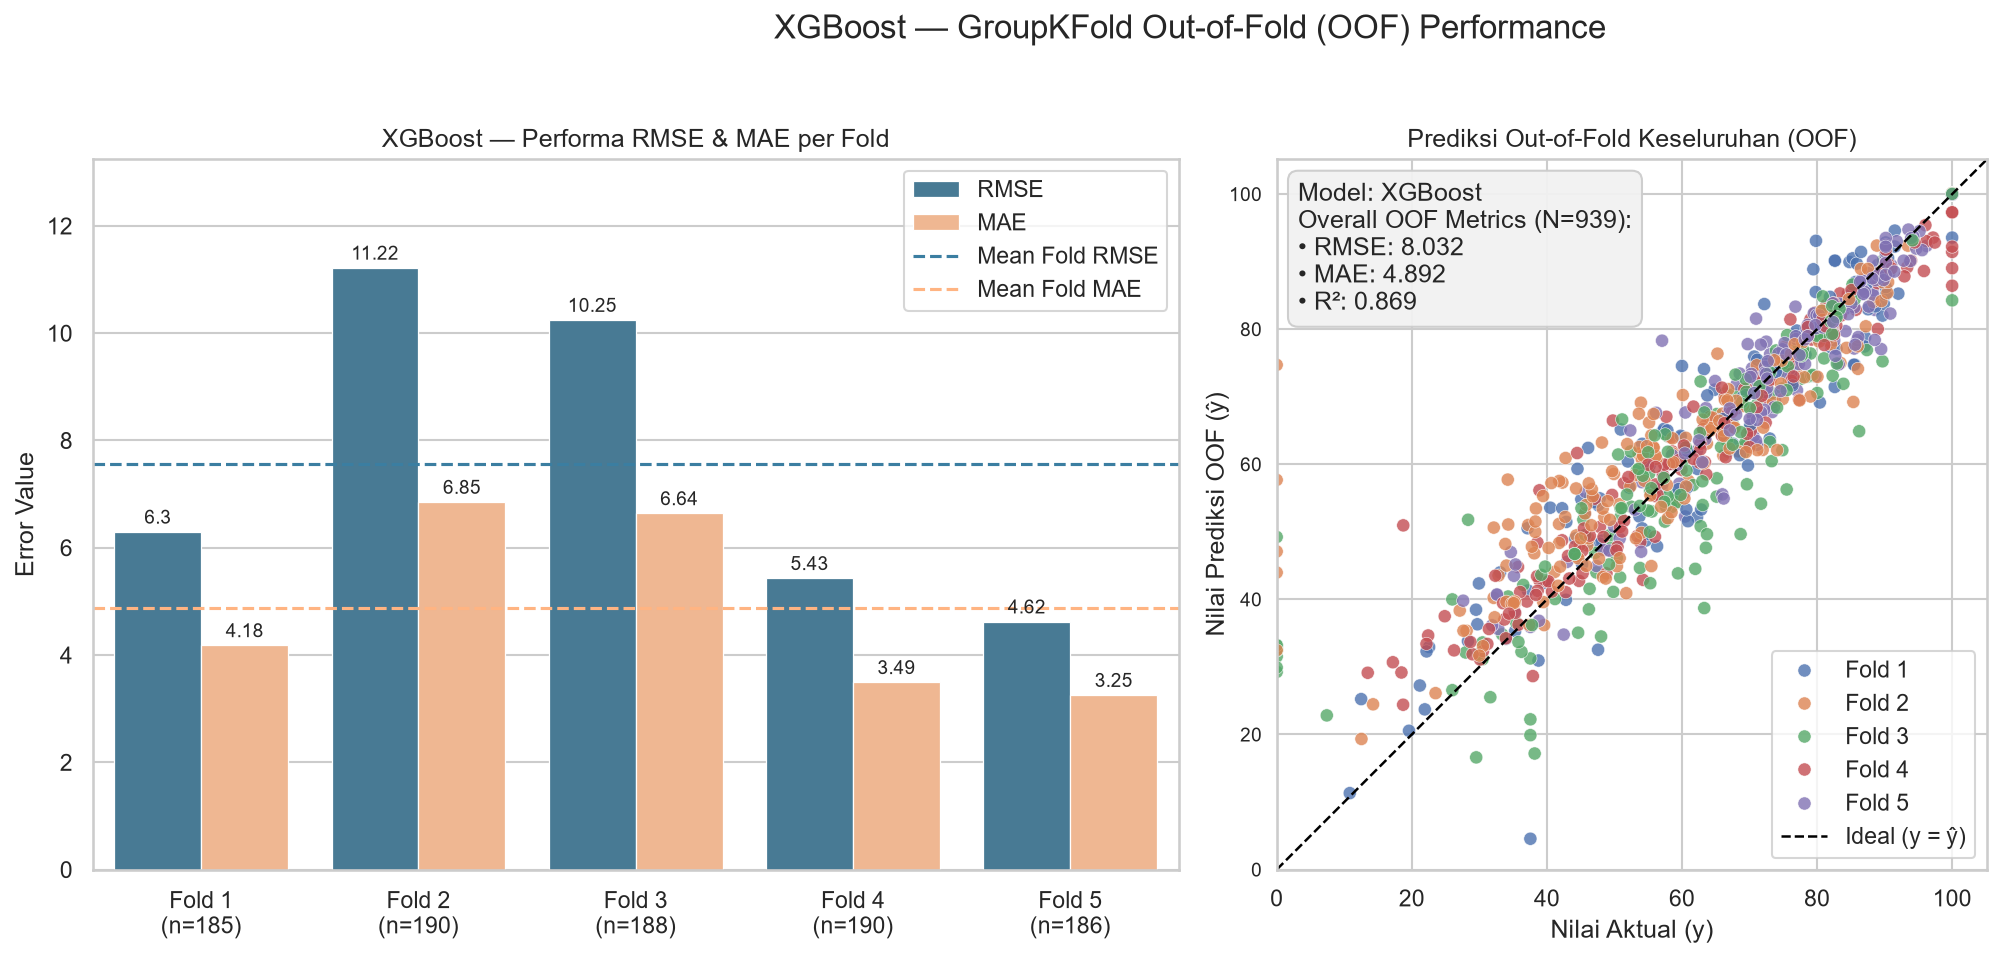 XGBoost — GroupKFold Out-of-Fold (OOF) Performance
XGBoost — Performa RMSE & MAE per Fold
Error Value
12
10
8
6
4
2
0
11.22
10.25
6.3
4.18
6.85
6.64
5.43
3.49
4.62
3.25
RMSE
MAE
Mean Fold RMSE
Mean Fold MAE
Fold 1
(n=185)
Fold 2
(n=190)
Fold 3
(n=188)
Fold 4
(n=190)
Fold 5
(n=186)
Prediksi Out-of-Fold Keseluruhan (OOF)
Nilai Prediksi OOF (ŷ)
100
80
60
40
20
0
Model: XGBoost
Overall OOF Metrics (N=939):
• RMSE: 8.032
• MAE: 4.892
• R²: 0.869
Fold 1
Fold 2
Fold 3
Fold 4
Fold 5
Ideal (y = ŷ)
0
20
40
60
80
100
Nilai Aktual (y)